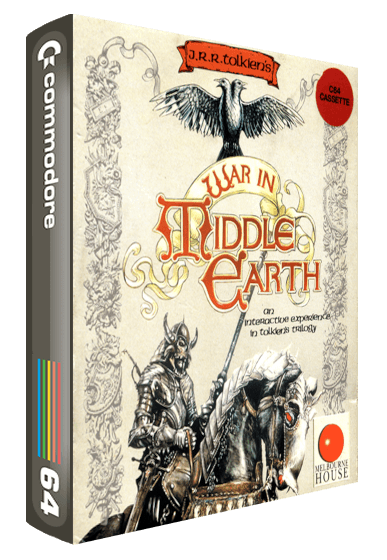 commodore
64
J.R.R. Tolkien's
C64
CASSETTE
WAR IN
MIDDLE
EARTH
an
interactive experience
in tolkien's trilogy
MELBOURNE
HOUSE